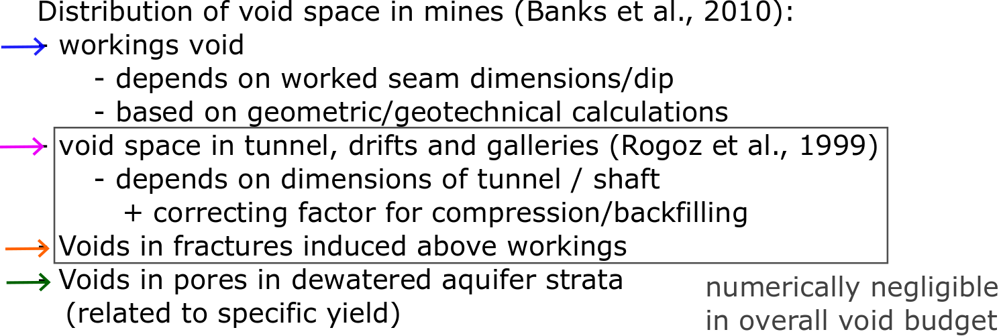 Distribution of void space in mines (Banks et al., 2010):
- workings void
- depends on worked seam dimensions/dip
- based on geometric/geotechnical calculations
- void space in tunnel, drifts and galleries (Rogoz et al., 1999)
- depends on dimensions of tunnel / shaft
+ correcting factor for compression/backfilling
- Voids in fractures induced above workings
- Voids in pores in dewatered aquifer strata
(related to specific yield)
numerically negligible
in overall void budget